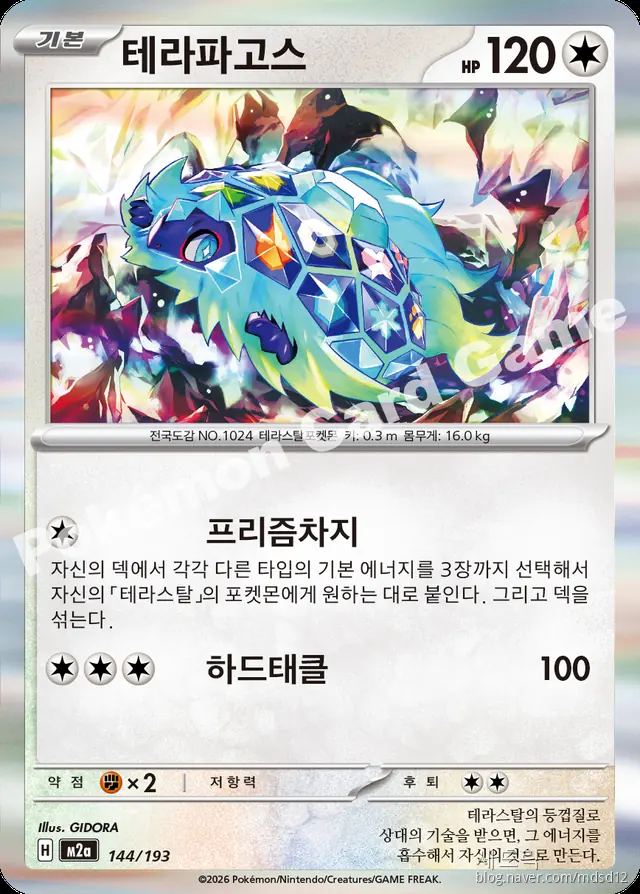 기본
테라파고스
HP 120
전국도감 NO.1024 테라스탈포켓몬 키: 0.3 m 몸무게: 16.0 kg
Pokémon Card Game
프리즘차지
자신의 덱에서 각각 다른 타입의 기본 에너지를 3장까지 선택해서
자신의 「테라스탈」의 포켓몬에게 원하는 대로 붙인다. 그리고 덱을
섞는다.
하드태클 100
약점 ×2 저항력 후퇴
Illus. GIDORA
H M2a 144/193
테라스탈의 등껍질로
상대의 기술을 받으면, 그 에너지를
흡수해서 자신의 것으로 만든다.
blog.naver.com/mdsd12
©2026 Pokémon/Nintendo/Creatures/GAME FREAK.